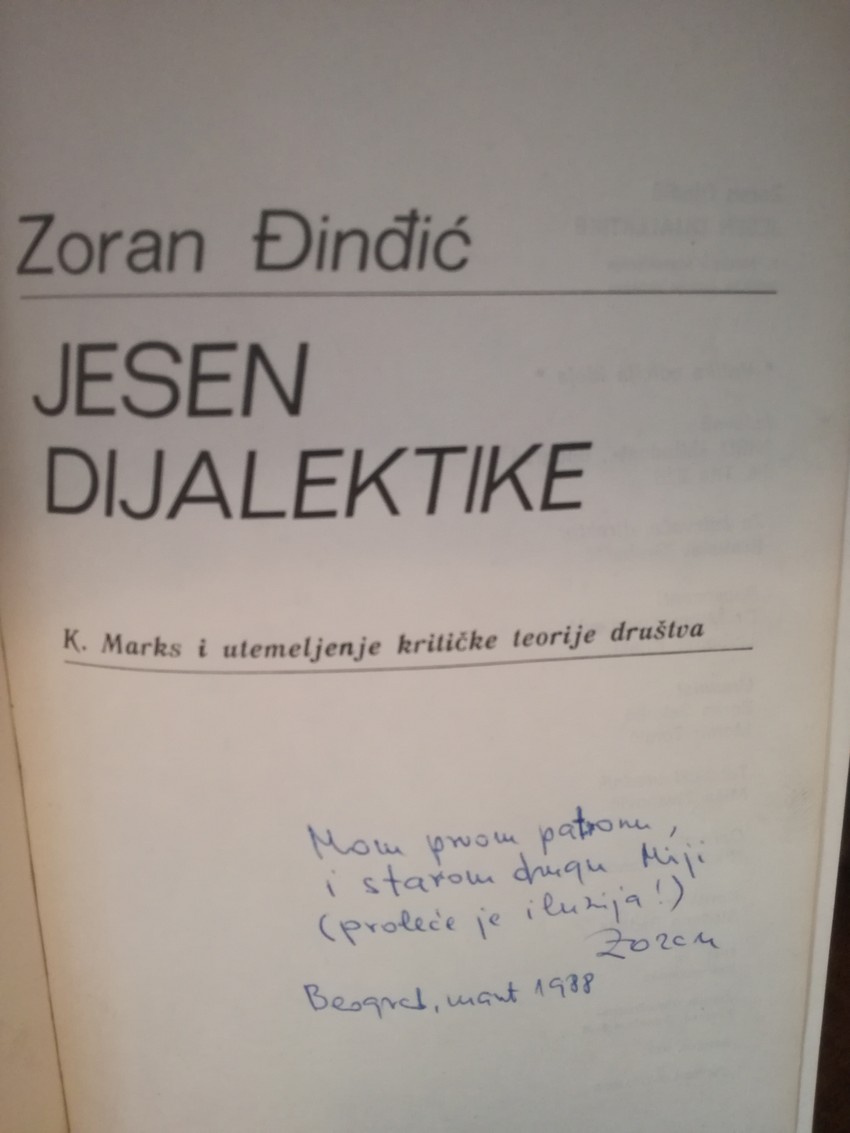 Zoran Đinđić
JESEN
DIJALEKTIKE
K. Marks i utemeljenje kritičke teorije društva
Mom prvom patronu,
i starom drugu Miji
(proleće je iluzija!)
Zoran
Beograd, mart 1988